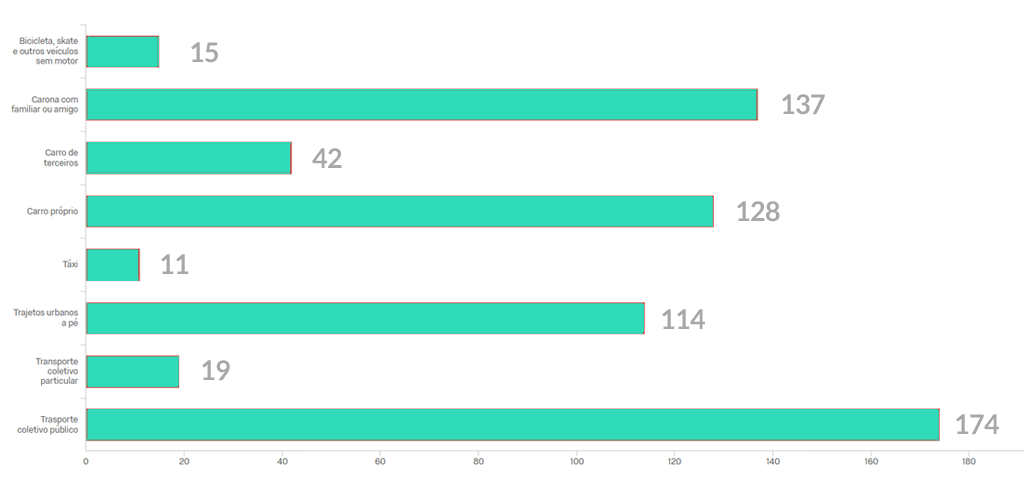 Bicicleta, skate
e outros veículos
sem motor
15
Carona com
familiar ou amigo
137
Carro de
terceiros
42
Carro próprio
128
Táxi
11
Trajetos urbanos
a pé
114
Transporte
coletivo
particular
19
Trasporte
coletivo público
174
0 20 40 60 80 100 120 140 160 180